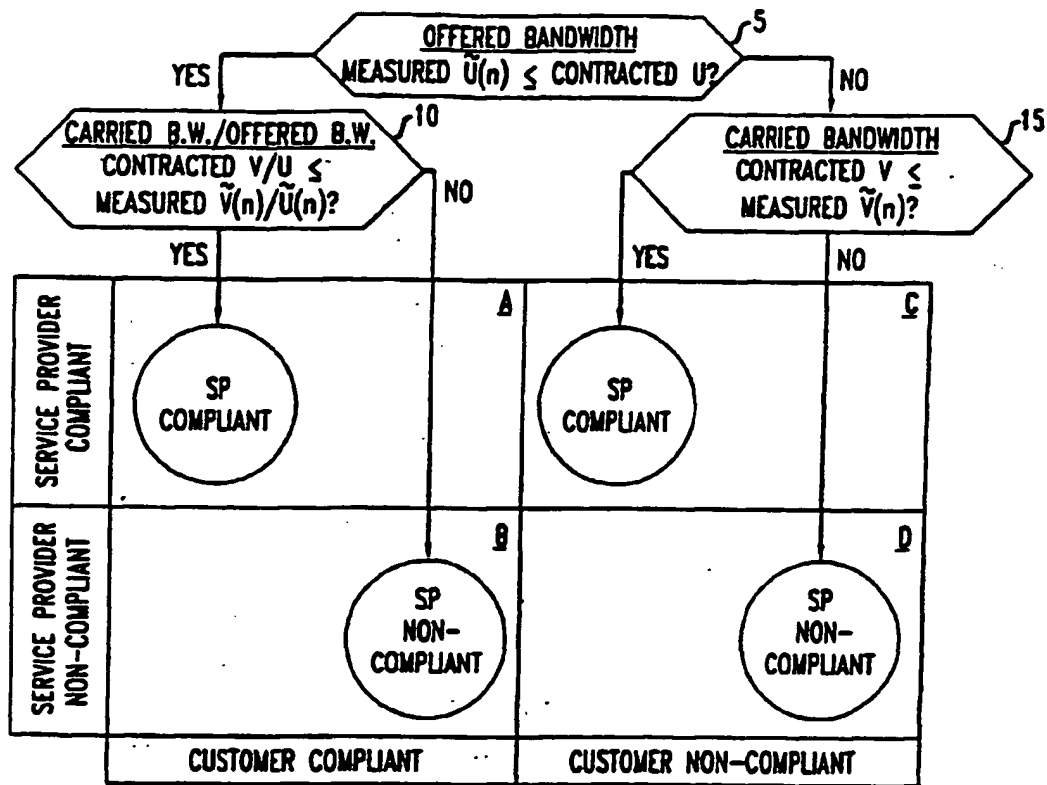 OFFERED BANDWIDTH
MEASURED Ũ(n) ≤ CONTRACTED U?
5
YES
NO
CARRIED B.W./OFFERED B.W.
CONTRACTED V/U ≤
MEASURED Ṽ(n)/Ũ(n)?
10
CARRIED BANDWIDTH
CONTRACTED V ≤
MEASURED Ṽ(n)?
15
YES
NO
YES
NO
SERVICE PROVIDER
COMPLIANT
A
SP
COMPLIANT
C
SP
COMPLIANT
SERVICE PROVIDER
NON-COMPLIANT
B
SP
NON-
COMPLIANT
D
SP
NON-
COMPLIANT
CUSTOMER COMPLIANT
CUSTOMER NON-COMPLIANT